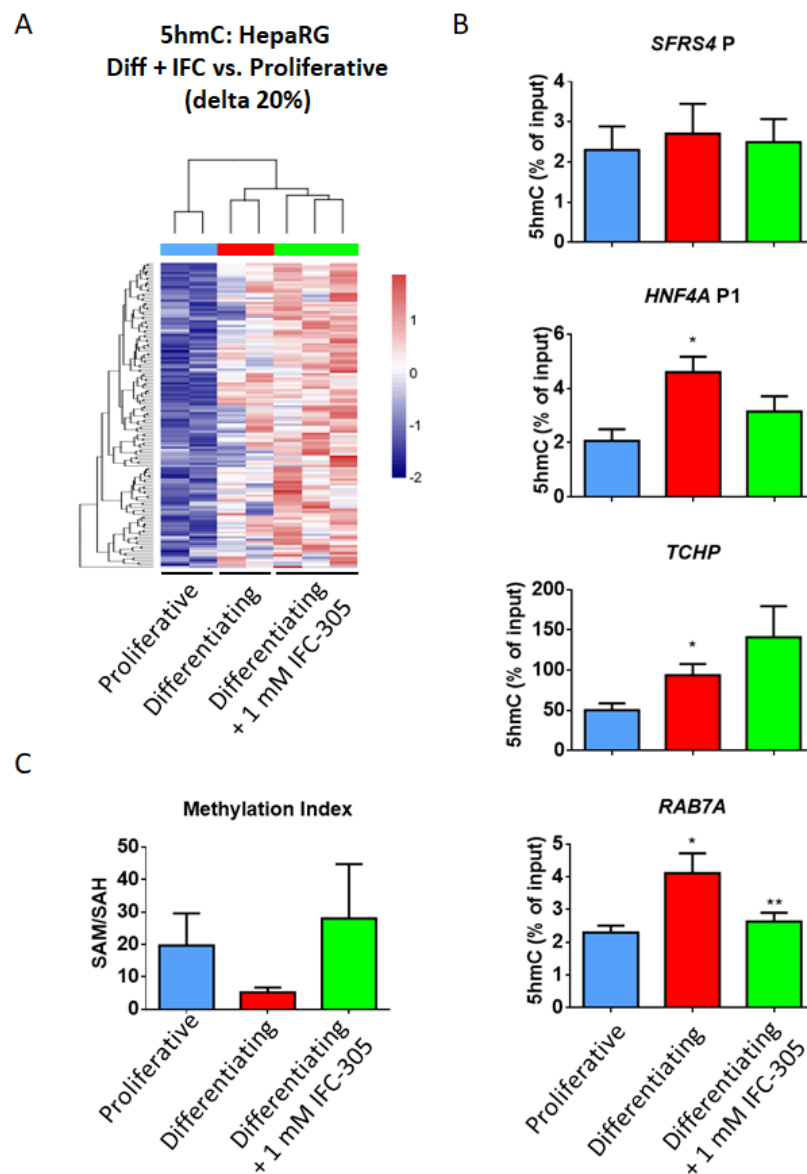 A
5hmC: HepaRG
Diff + IFC vs. Proliferative
(delta 20%)
1
0
-1
-2
Proliferative
Differentiating
Differentiating
+ 1 mM IFC-305
B
SFRS4 P
5hmC (% of input)
4
3
2
1
0
HNF4A P1
5hmC (% of input)
6
4
2
0
*
TCHP
5hmC (% of input)
200
150
100
50
0
*
RAB7A
5hmC (% of input)
5
4
3
2
1
0
*
**
Proliferative
Differentiating
Differentiating
+ 1 mM IFC-305
C
Methylation Index
SAM/SAH
50
40
30
20
10
0
Proliferative
Differentiating
Differentiating
+ 1 mM IFC-305